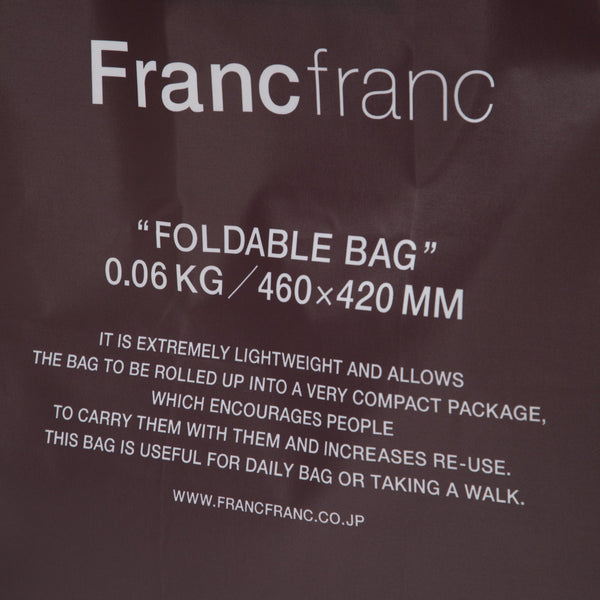 Francfranc
“FOLDABLE BAG”
0.06 KG／460×420 MM
IT IS EXTREMELY LIGHTWEIGHT AND ALLOWS
THE BAG TO BE ROLLED UP INTO A VERY COMPACT PACKAGE,
WHICH ENCOURAGES PEOPLE
TO CARRY THEM WITH THEM AND INCREASES RE-USE.
THIS BAG IS USEFUL FOR DAILY BAG OR TAKING A WALK.
WWW.FRANCFRANC.CO.JP